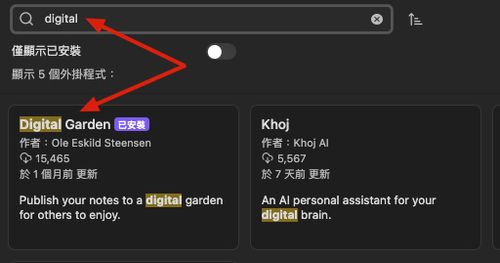 digital
僅顯示已安裝
顯示 5 個外掛程式：
Digital Garden 已安裝
作者：Ole Eskild Steensen
15,465
於 1 個月前 更新
Publish your notes to a digital garden
for others to enjoy.
Khoj
作者：Khoj AI
5,567
於 7 天前 更新
An AI personal assistant for your
digital brain.